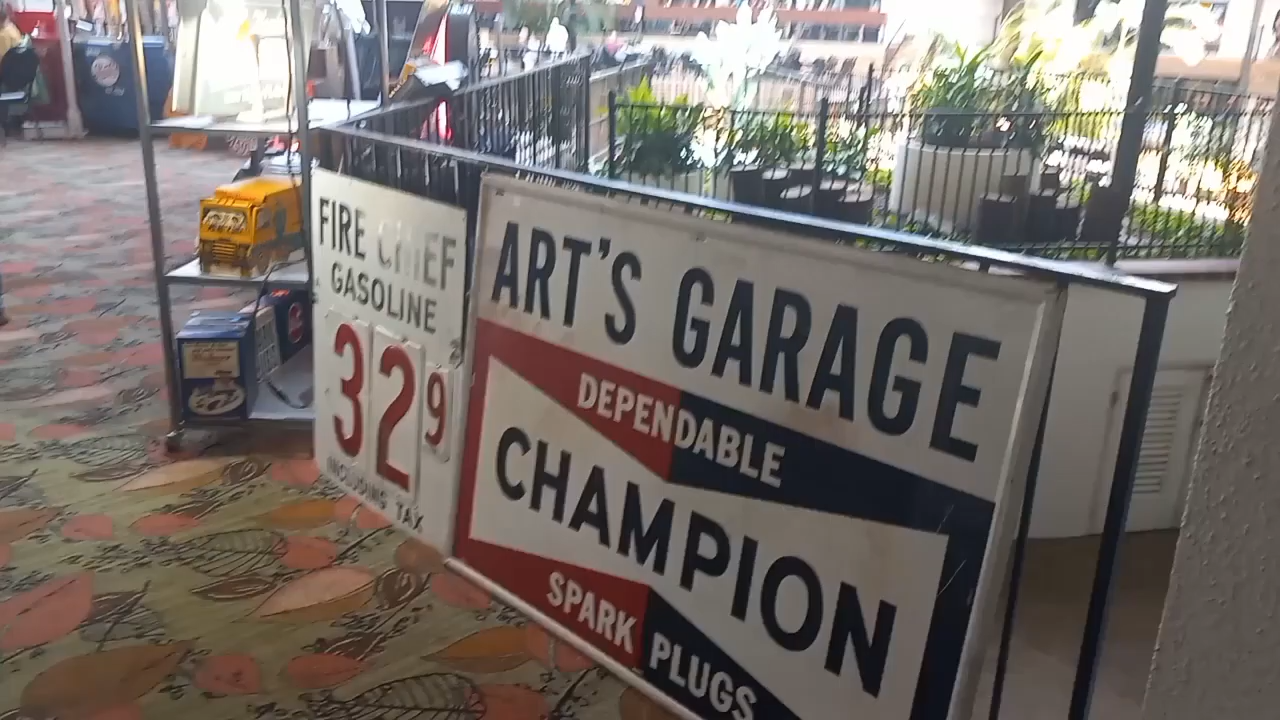 FIRE CHIEF
GASOLINE
32 9
INCLUDING TAX
ART'S GARAGE
DEPENDABLE
CHAMPION
SPARK PLUGS